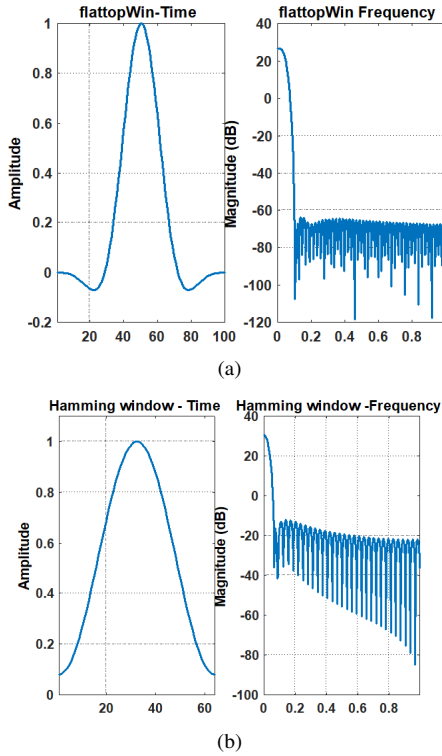 flattopWin-Time
flattopWin Frequency
Amplitude
1
0.8
0.6
0.4
0.2
0
-0.2
20 40 60 80 100
Magnitude (dB)
40
20
0
-20
-40
-60
-80
-100
-120
0 0.2 0.4 0.6 0.8
(a)
Hamming window - Time
Hamming window -Frequency
Amplitude
1
0.8
0.6
0.4
0.2
0
20 40 60
Magnitude (dB)
40
20
0
-20
-40
-60
-80
-100
0 0.2 0.4 0.6 0.8
(b)